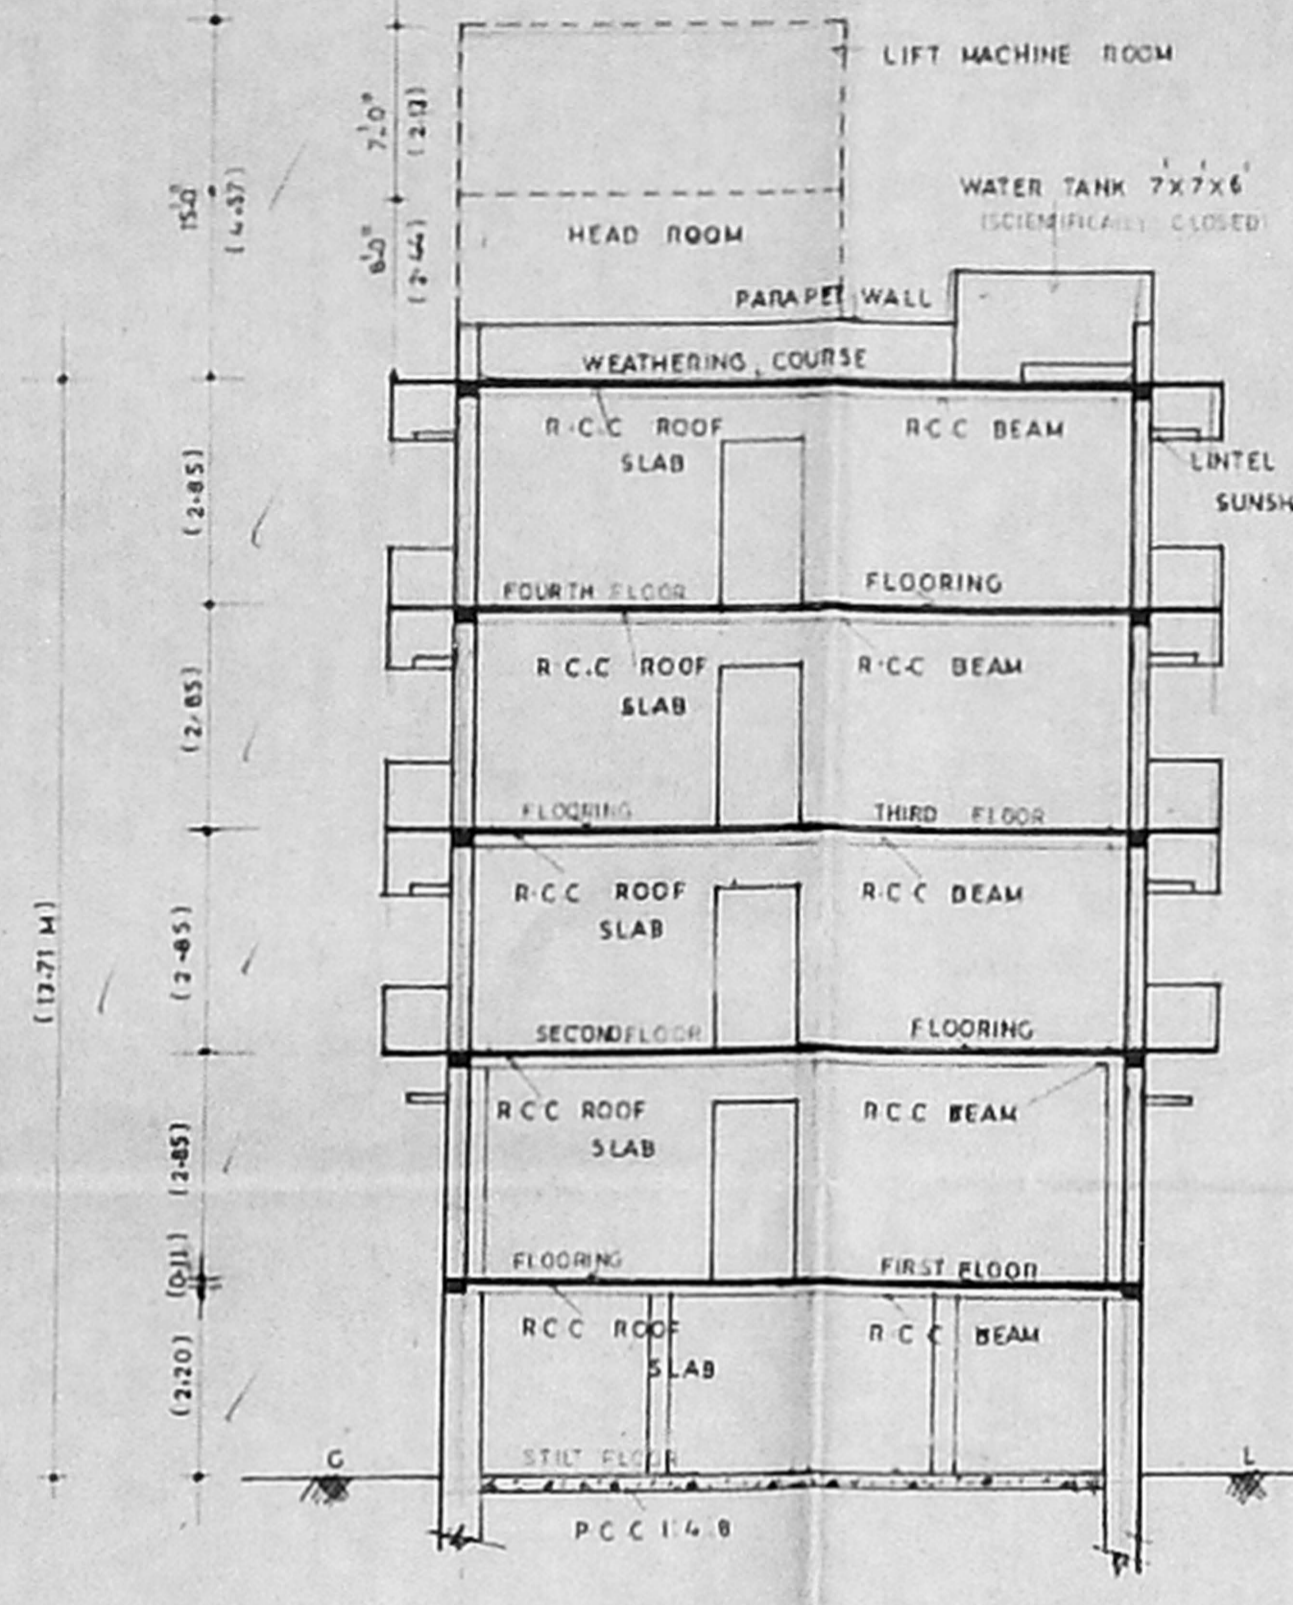 LIFT MACHINE ROOM
7'-0"
(2.13)
15'-0"
(4.57)
WATER TANK 7'X7'X6'
(SCIENTIFICALLY CLOSED)
8'-0"
(2.44)
HEAD ROOM
PARAPET WALL
WEATHERING COURSE
R.C.C ROOF
SLAB
R C C BEAM
LINTEL
SUNSH
(2.85)
FOURTH FLOOR
FLOORING
R.C.C ROOF
SLAB
R.C.C BEAM
(2.85)
FLOORING
THIRD FLOOR
R.C.C ROOF
SLAB
R.C.C BEAM
(13.71 M)
(2.85)
SECOND FLOOR
FLOORING
R C C ROOF
SLAB
R C C BEAM
(2.85)
FLOORING
FIRST FLOOR
(0.11)
R C C ROOF
SLAB
R C C BEAM
(2.20)
STILT FLOOR
G
L
P C C 1:4:8